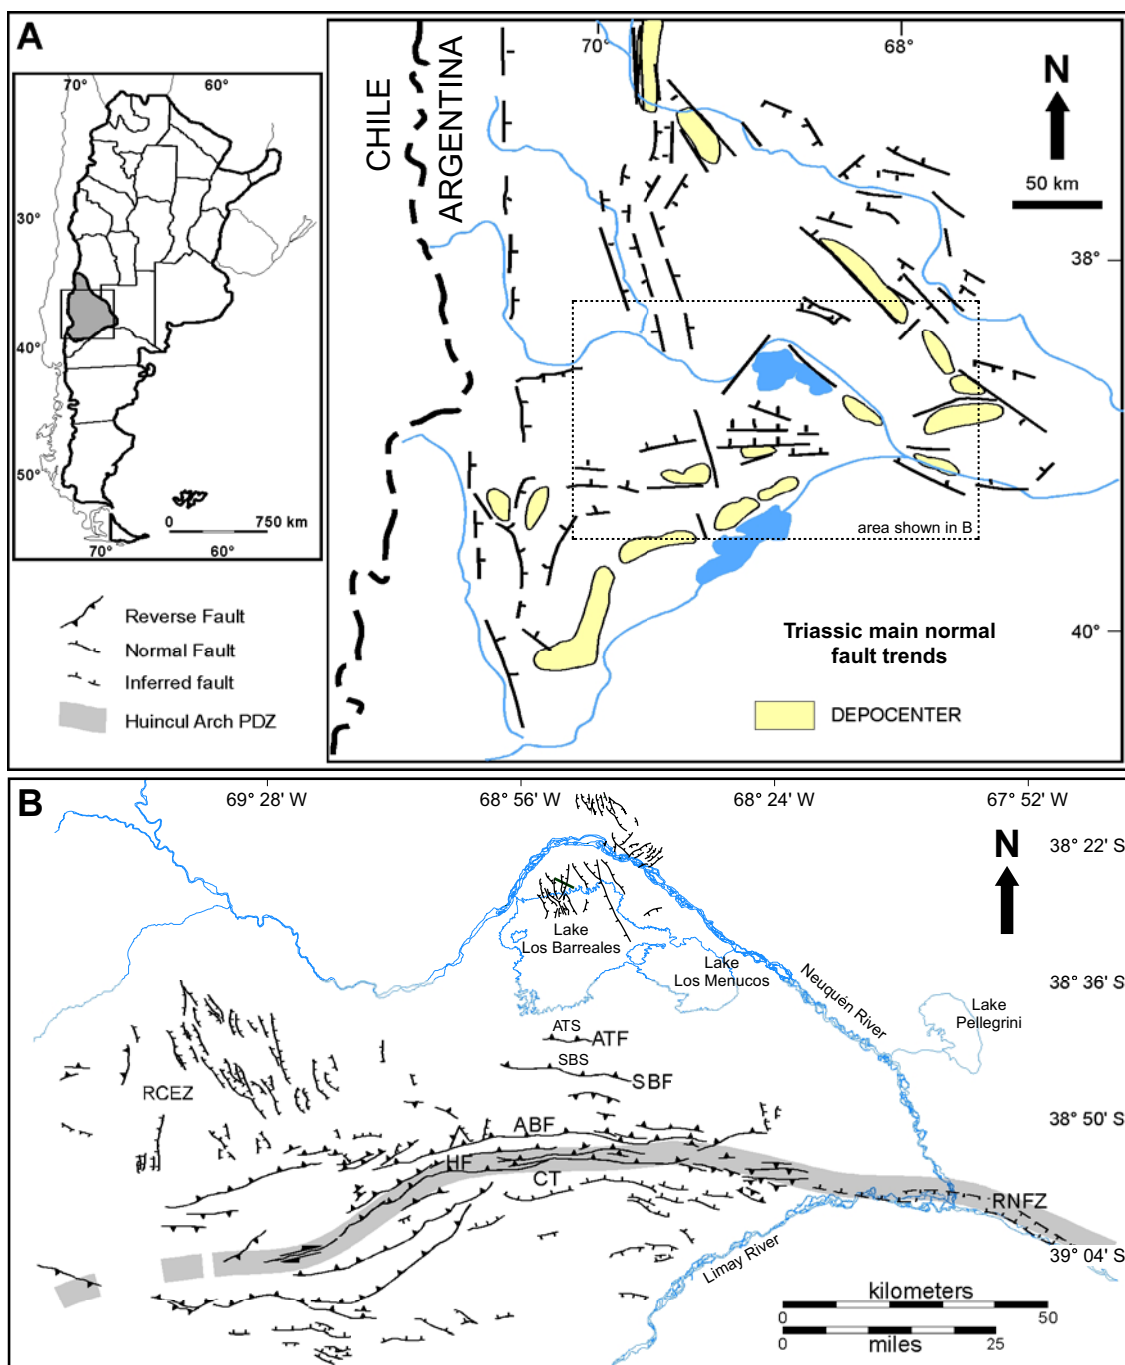 A
70°
60°
30°
40°
50°
0
750 km
70°
60°
Reverse Fault
Normal Fault
Inferred fault
Huincul Arch PDZ
CHILE
ARGENTINA
70°
68°
N
50 km
38°
area shown in B
40°
Triassic main normal
fault trends
DEPOCENTER
B
69° 28' W
68° 56' W
68° 24' W
67° 52' W
N
38° 22' S
Lake
Los Barreales
Lake
Los Menucos
Neuquén River
38° 36' S
Lake
Pellegrini
ATS
ATF
SBS
SBF
RCEZ
38° 50' S
ABF
HF
CT
RNFZ
39° 04' S
Limay River
kilometers
0
50
0
25
miles